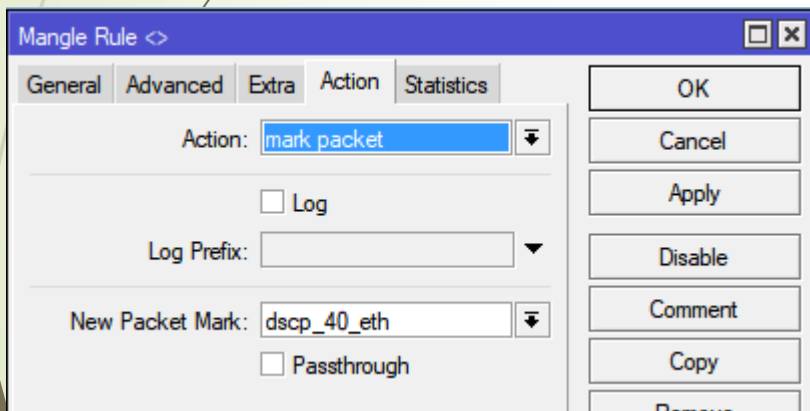 Mangle Rule <>
General Advanced Extra Action Statistics
OK
Action: mark packet
Cancel
Log
Apply
Log Prefix:
Disable
New Packet Mark: dscp_40_eth
Comment
Passthrough
Copy
Remove